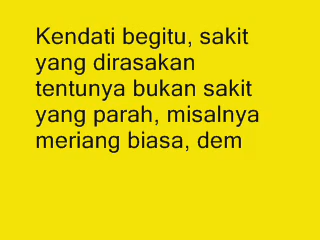 Kendati begitu, sakit
yang dirasakan
tentunya bukan sakit
yang parah, misalnya
meriang biasa, dem